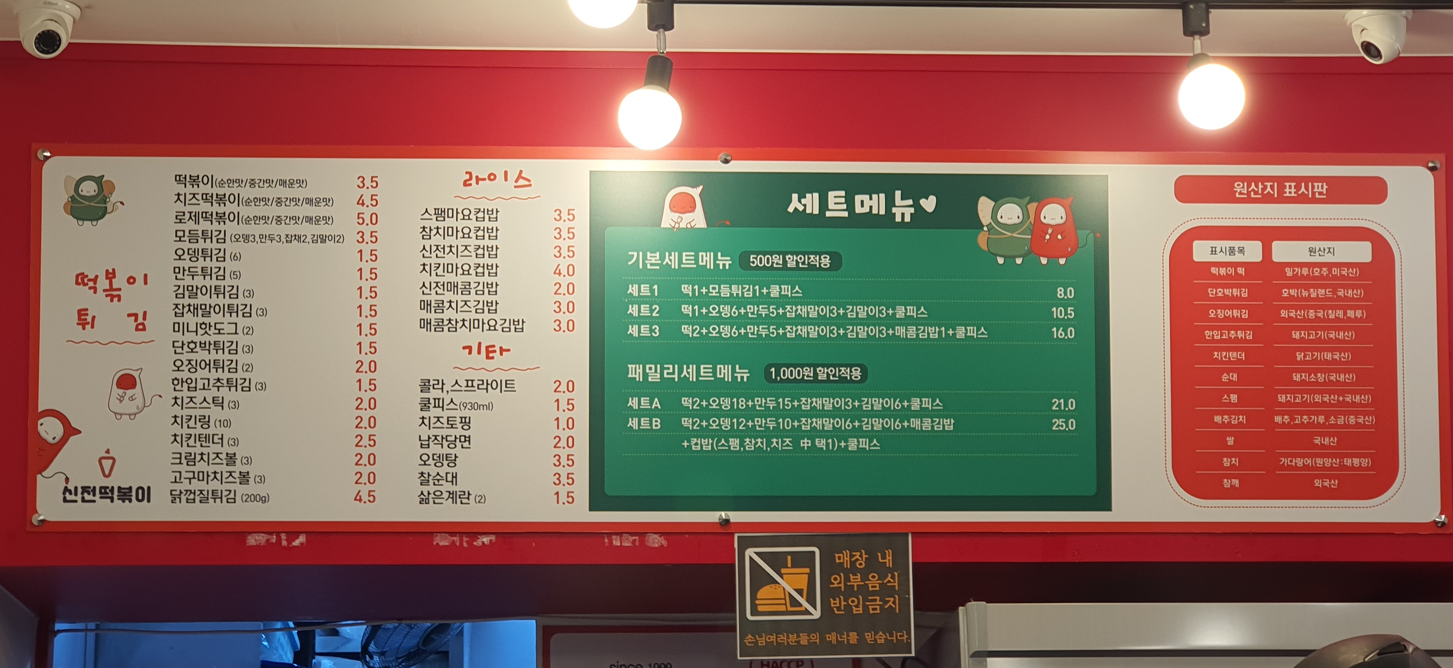 떡볶이
튀 김
신전떡볶이
떡볶이(순한맛/중간맛/매운맛) 3.5
치즈떡볶이(순한맛/중간맛/매운맛) 4.5
로제떡볶이(순한맛/중간맛/매운맛) 5.0
모듬튀김 (오뎅3,만두3,잡채2,김말이2) 3.5
오뎅튀김 (6) 1.5
만두튀김 (5) 1.5
김말이튀김 (3) 1.5
잡채말이튀김 (3) 1.5
미니핫도그 (2) 1.5
단호박튀김 (3) 1.5
오징어튀김 (2) 2.0
한입고추튀김 (3) 1.5
치즈스틱 (3) 2.0
치킨링 (10) 2.0
치킨텐더 (3) 2.5
크림치즈볼 (3) 2.0
고구마치즈볼 (3) 2.0
닭껍질튀김 (200g) 4.5
라이스
스팸마요컵밥 3.5
참치마요컵밥 3.5
신전치즈컵밥 3.5
치킨마요컵밥 4.0
신전매콤김밥 2.0
매콤치즈김밥 3.0
매콤참치마요김밥 3.0
기타
콜라,스프라이트 2.0
쿨피스(930ml) 1.5
치즈토핑 1.0
납작당면 2.0
오뎅탕 3.5
찰순대 3.5
삶은계란 (2) 1.5
세트메뉴♥
기본세트메뉴 500원 할인적용
세트1 떡1+모듬튀김1+쿨피스 8.0
세트2 떡1+오뎅6+만두5+잡채말이3+김말이3+쿨피스 10.5
세트3 떡2+오뎅6+만두5+잡채말이3+김말이3+매콤김밥1+쿨피스 16.0
패밀리세트메뉴 1,000원 할인적용
세트A 떡2+오뎅18+만두15+잡채말이3+김말이6+쿨피스 21.0
세트B 떡2+오뎅12+만두10+잡채말이6+김말이6+매콤김밥 25.0
+컵밥(스팸,참치,치즈 中 택1)+쿨피스
원산지 표시판
표시품목 원산지
떡볶이 떡 밀가루(호주,미국산)
단호박튀김 호박(뉴질랜드,국내산)
오징어튀김 외국산(중국(칠레,페루)
한입고추튀김 돼지고기(국내산)
치킨텐더 닭고기(태국산)
순대 돼지소창(국내산)
스팸 돼지고기(외국산+국내산)
배추김치 배추,고추가루,소금(중국산)
쌀 국내산
참치 가다랑어(원양산:태평양)
참깨 외국산
매장 내
외부음식
반입금지
손님여러분들의 매너를 믿습니다.
since 1999
( HACCP )